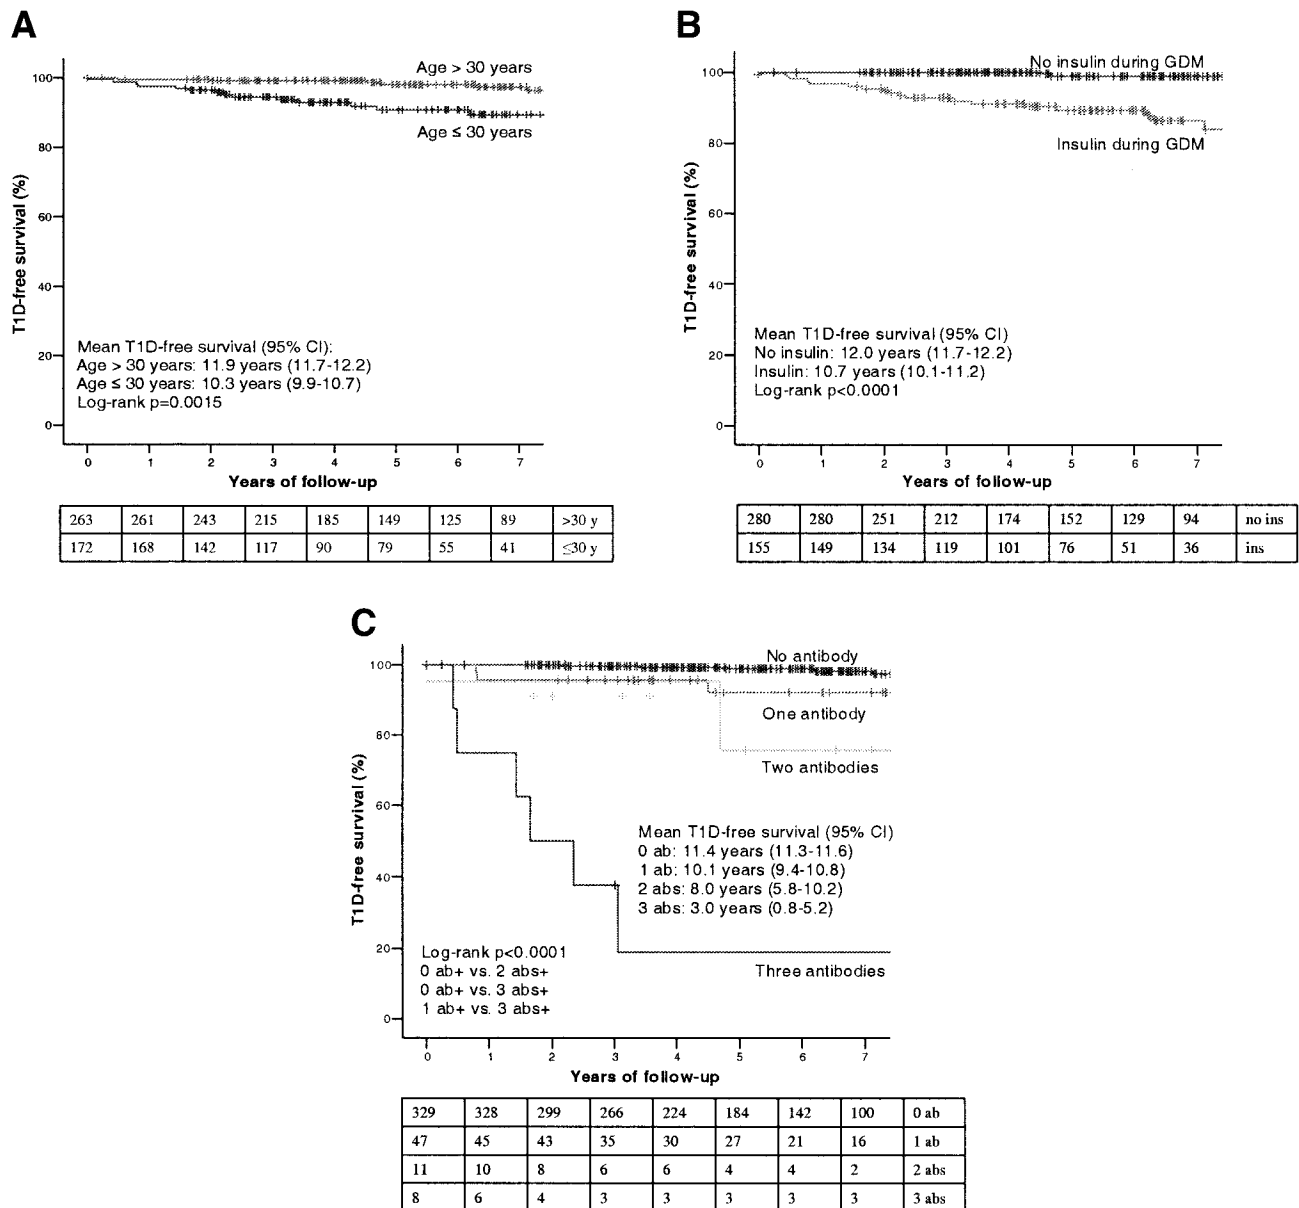 A
T1D-free survival (%)
100
80
60
40
20
0
Age > 30 years
Age ≤ 30 years
Mean T1D-free survival (95% CI):
Age > 30 years: 11.9 years (11.7-12.2)
Age ≤ 30 years: 10.3 years (9.9-10.7)
Log-rank p=0.0015
0 1 2 3 4 5 6 7
Years of follow-up
263 261 243 215 185 149 125 89 >30 y
172 168 142 117 90 79 55 41 ≤30 y
B
T1D-free survival (%)
100
80
60
40
20
0
No insulin during GDM
Insulin during GDM
Mean T1D-free survival (95% CI)
No insulin: 12.0 years (11.7-12.2)
Insulin: 10.7 years (10.1-11.2)
Log-rank p<0.0001
0 1 2 3 4 5 6 7
Years of follow-up
280 280 251 212 174 152 129 94 no ins
155 149 134 119 101 76 51 36 ins
C
T1D-free survival (%)
100
80
60
40
20
0
No antibody
One antibody
Two antibodies
Mean T1D-free survival (95% CI)
0 ab: 11.4 years (11.3-11.6)
1 ab: 10.1 years (9.4-10.8)
2 abs: 8.0 years (5.8-10.2)
3 abs: 3.0 years (0.8-5.2)
Three antibodies
Log-rank p<0.0001
0 ab+ vs. 2 abs+
0 ab+ vs. 3 abs+
1 ab+ vs. 3 abs+
0 1 2 3 4 5 6 7
Years of follow-up
329 328 299 266 224 184 142 100 0 ab
47 45 43 35 30 27 21 16 1 ab
11 10 8 6 6 4 4 2 2 abs
8 6 4 3 3 3 3 3 3 abs